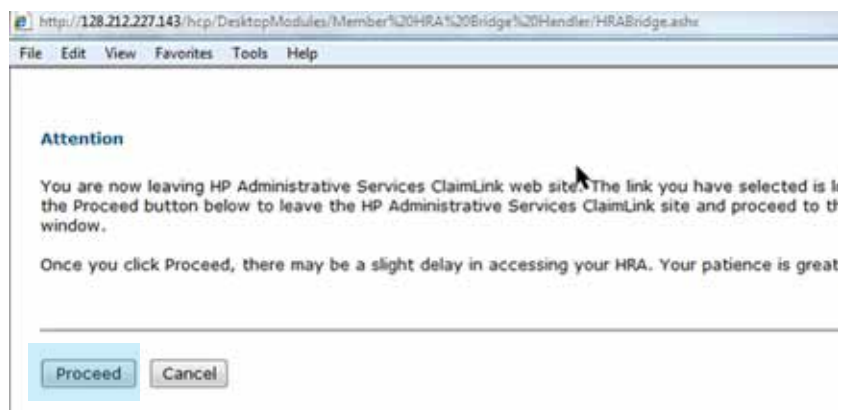 http://128.212.227.143/hcp/DesktopModules/Member%20HRA%20Bridge%20Handler/HRABridge.ashx
File Edit View Favorites Tools Help
Attention
You are now leaving HP Administrative Services ClaimLink web site. The link you have selected is
the Proceed button below to leave the HP Administrative Services ClaimLink site and proceed to
window.
Once you click Proceed, there may be a slight delay in accessing your HRA. Your patience is
Proceed Cancel